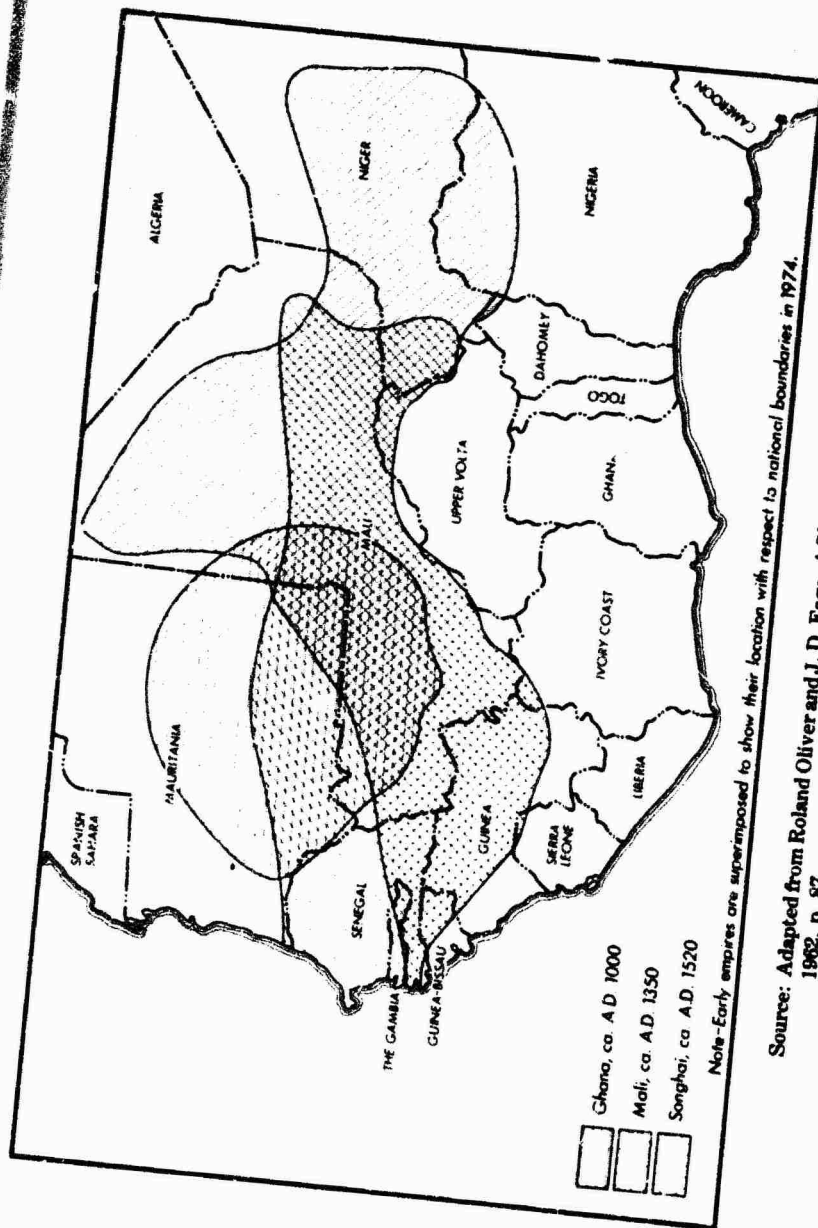 SPANISH
SAHARA
MAURITANIA
ALGERIA
MALI
NIGER
SENEGAL
THE GAMBIA
GUINEA-BISSAU
GUINEA
SIERRA
LEONE
LIBERIA
IVORY COAST
UPPER VOLTA
GHANA
TOGO
DAHOMEY
NIGERIA
CAMEROON
Ghana, ca. A D 1000
Mali, ca. A.D. 1350
Songhai, ca A.D. 1520
Note-Early empires are superimposed to show their location with respect to national boundaries in 1974.
Source: Adapted from Roland Oliver and J. D.
1962, p. 87